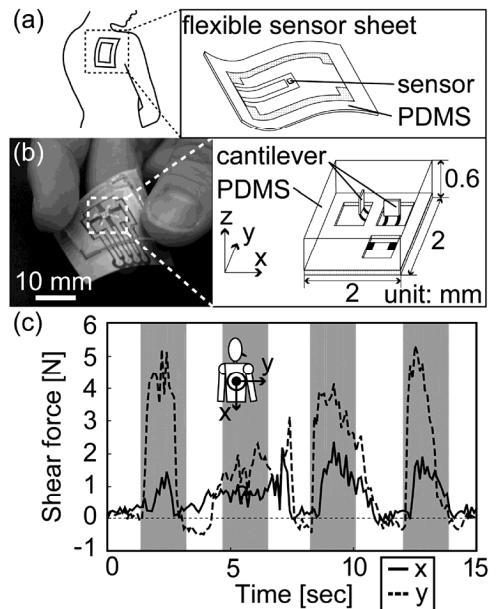 (a)
flexible sensor sheet
sensor
PDMS
(b)
10 mm
cantilever
PDMS
z
y
x
0.6
2
2
unit: mm
(c)
Shear force [N]
6
5
4
3
2
1
0
-1
y
x
0 5 10 15
Time [sec]
x
y